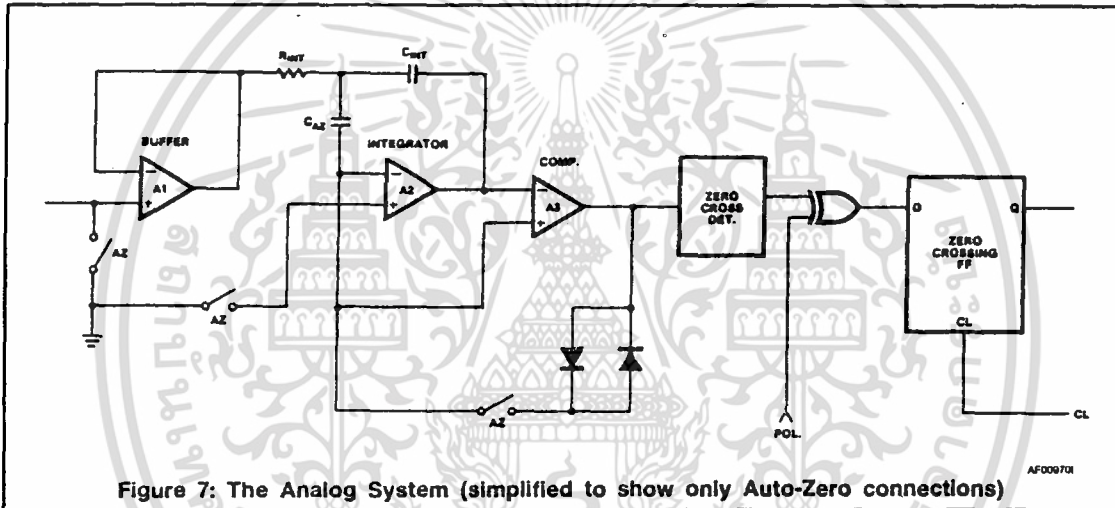 RINT
CINT
CAZ
BUFFER
INTEGRATOR
COMP.
A1
A2
A3
−
+
−
+
−
+
ZERO
CROSS
DET.
D
Q
ZERO
CROSSING
FF
CL
AZ
AZ
AZ
POL.
CL
AF00970I
Figure 7: The Analog System (simplified to show only Auto-Zero connections)